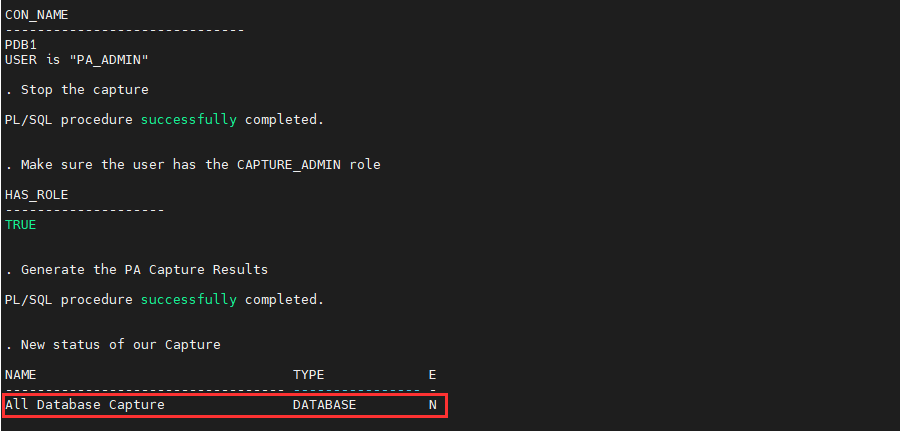 CON_NAME
------------------------------
PDB1
USER is "PA_ADMIN"
. Stop the capture
PL/SQL procedure successfully completed.
. Make sure the user has the CAPTURE_ADMIN role
HAS_ROLE
--------------------
TRUE
. Generate the PA Capture Results
PL/SQL procedure successfully completed.
. New status of our Capture
NAME                                TYPE             E
----------------------------------- ---------------- -
All Database Capture                DATABASE         N